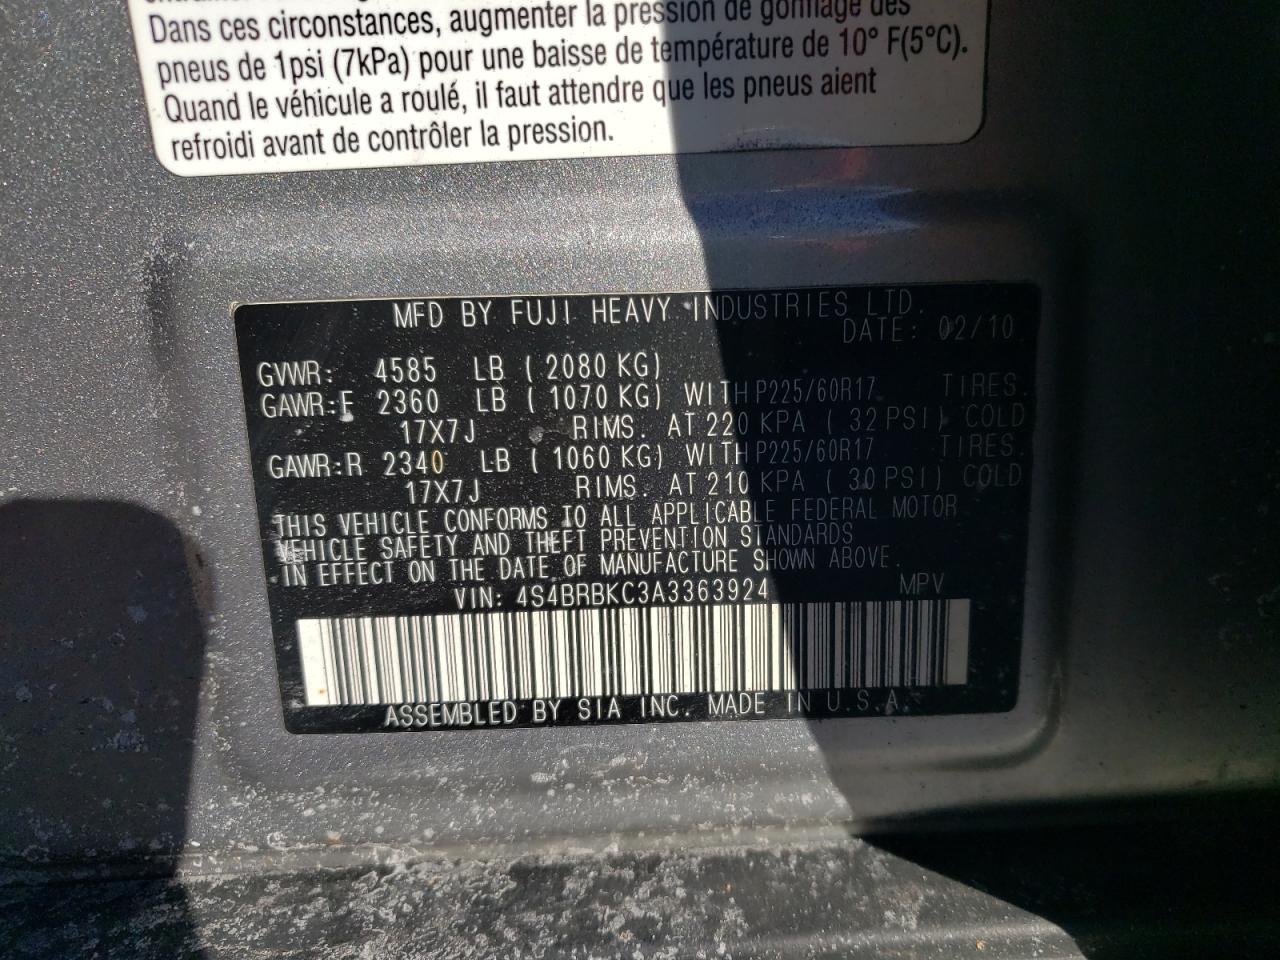 Dans ces circonstances, augmenter la pression de gonflage des
pneus de 1psi (7kPa) pour une baisse de température de 10° F(5°C).
Quand le véhicule a roulé, il faut attendre que les pneus aient
refroidi avant de contrôler la pression.
MFD BY FUJI HEAVY INDUSTRIES LTD.
DATE: 02/10
GVWR: 4585 LB ( 2080 KG)
GAWR:F 2360 LB ( 1070 KG) WITH P225/60R17 TIRES.
17X7J RIMS. AT 220 KPA ( 32 PSI) COLD
GAWR:R 2340 LB ( 1060 KG) WITH P225/60R17 TIRES.
17X7J RIMS. AT 210 KPA ( 30 PSI) COLD
THIS VEHICLE CONFORMS TO ALL APPLICABLE FEDERAL MOTOR
VEHICLE SAFETY AND THEFT PREVENTION STANDARDS
IN EFFECT ON THE DATE OF MANUFACTURE SHOWN ABOVE.
VIN: 4S4BRBKC3A3363924 MPV
ASSEMBLED BY SIA INC. MADE IN U.S.A.